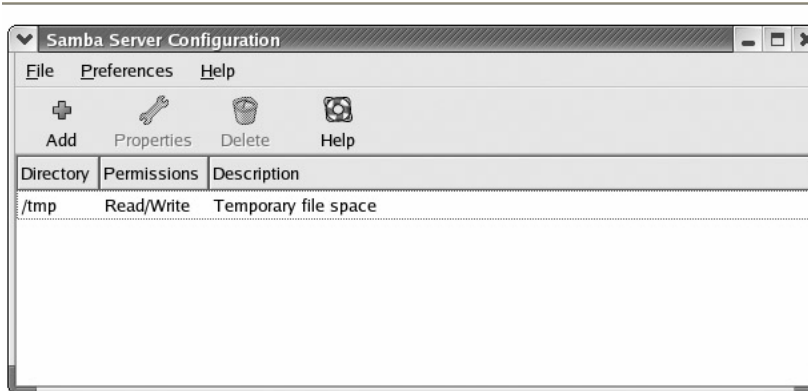 Samba Server Configuration
File Preferences Help
Add Properties Delete Help
Directory Permissions Description
/tmp Read/Write Temporary file space